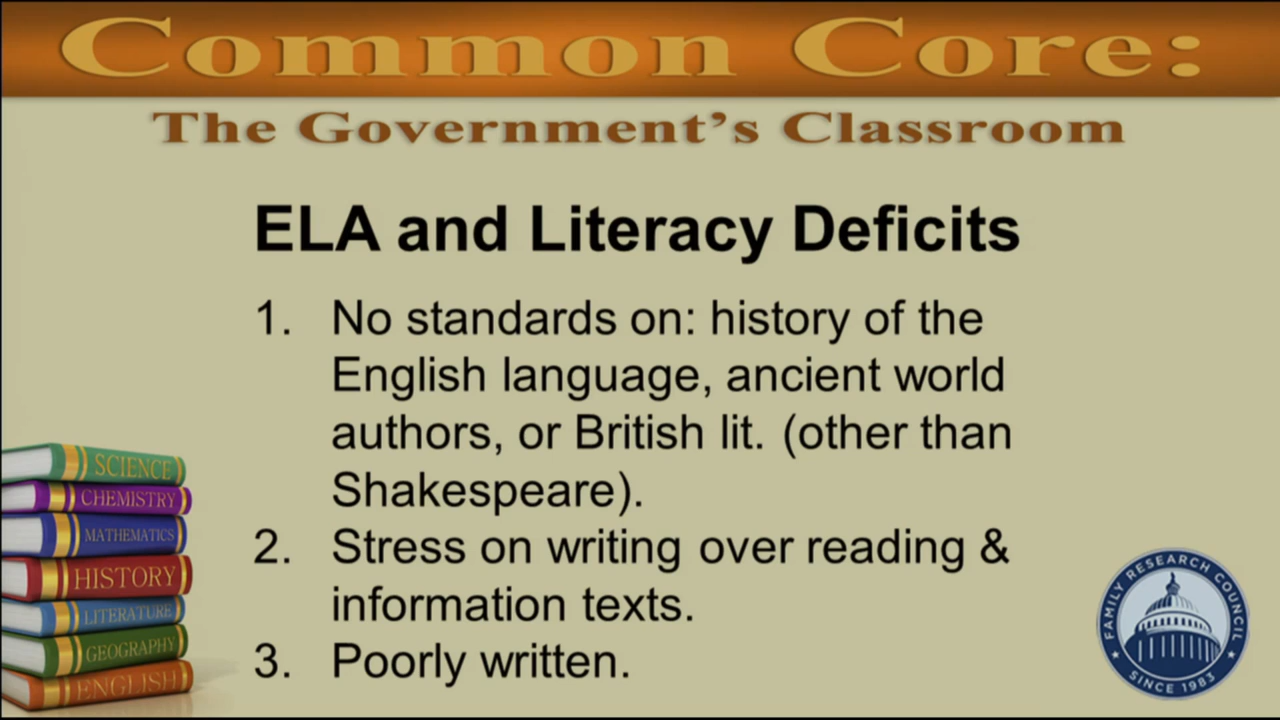 Common Core:
The Government's Classroom
ELA and Literacy Deficits
1. No standards on: history of the
English language, ancient world
authors, or British lit. (other than
Shakespeare).
2. Stress on writing over reading &
information texts.
3. Poorly written.
SCIENCE
CHEMISTRY
MATHEMATICS
HISTORY
LITERATURE
GEOGRAPHY
ENGLISH
FAMILY RESEARCH COUNCIL
SINCE 1983